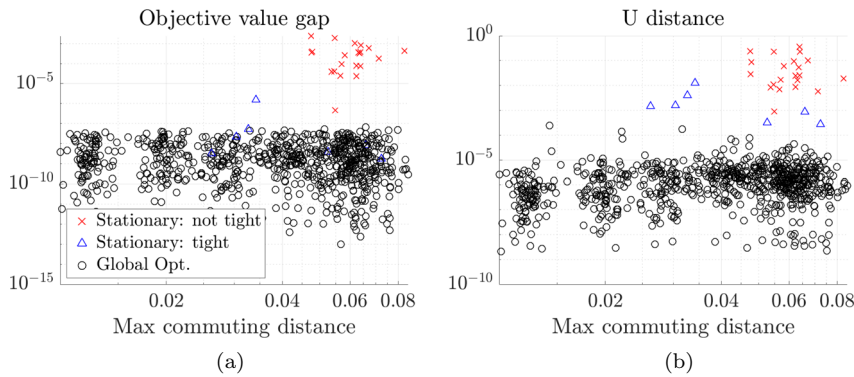 Objective value gap
10^{-5}
10^{-10}
10^{-15}
Stationary: not tight
Stationary: tight
Global Opt.
0.02 0.04 0.06 0.08
Max commuting distance
(a)
U distance
10^{0}
10^{-5}
10^{-10}
0.02 0.04 0.06 0.08
Max commuting distance
(b)